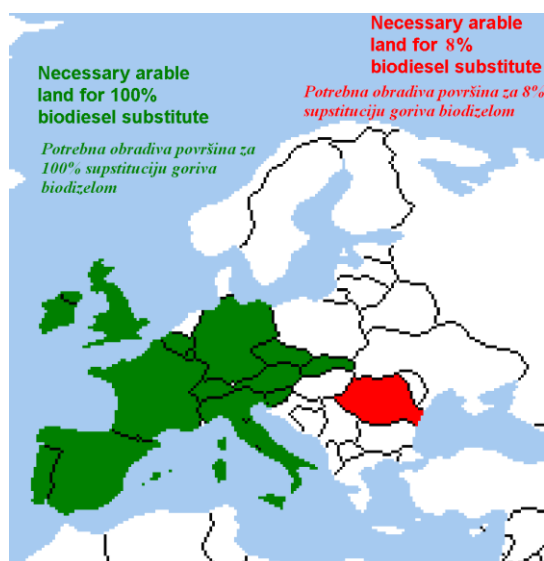 Necessary arable
land for 100%
biodiesel substitute
Potrebna obradiva površina za
100% supstituciju goriva
biodizelom
Necessary arable
land for 8%
biodiesel substitute
Potrebna obradiva površina za 8%
supstituciju goriva biodizelom